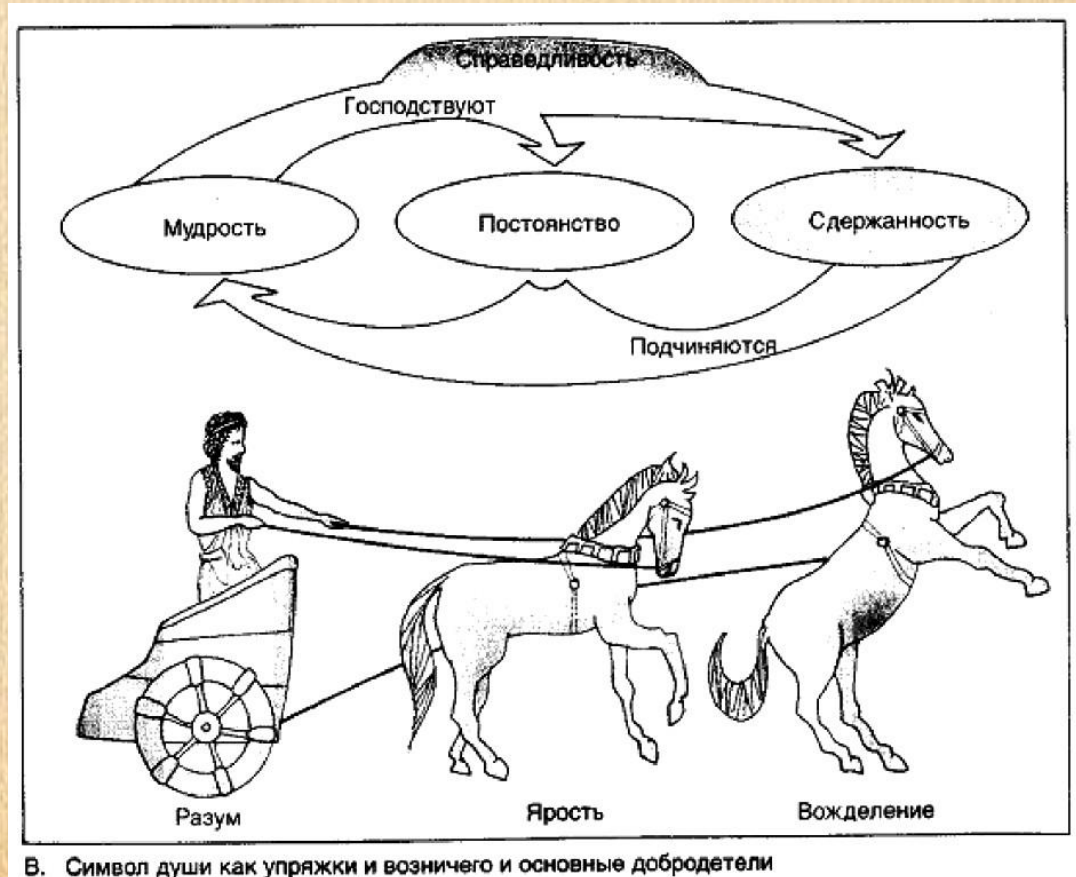 Справедливость
Господствуют
Мудрость Постоянство Сдержанность
Подчиняются
Разум Ярость Вожделение
В. Символ души как упряжки и возничего и основные добродетели